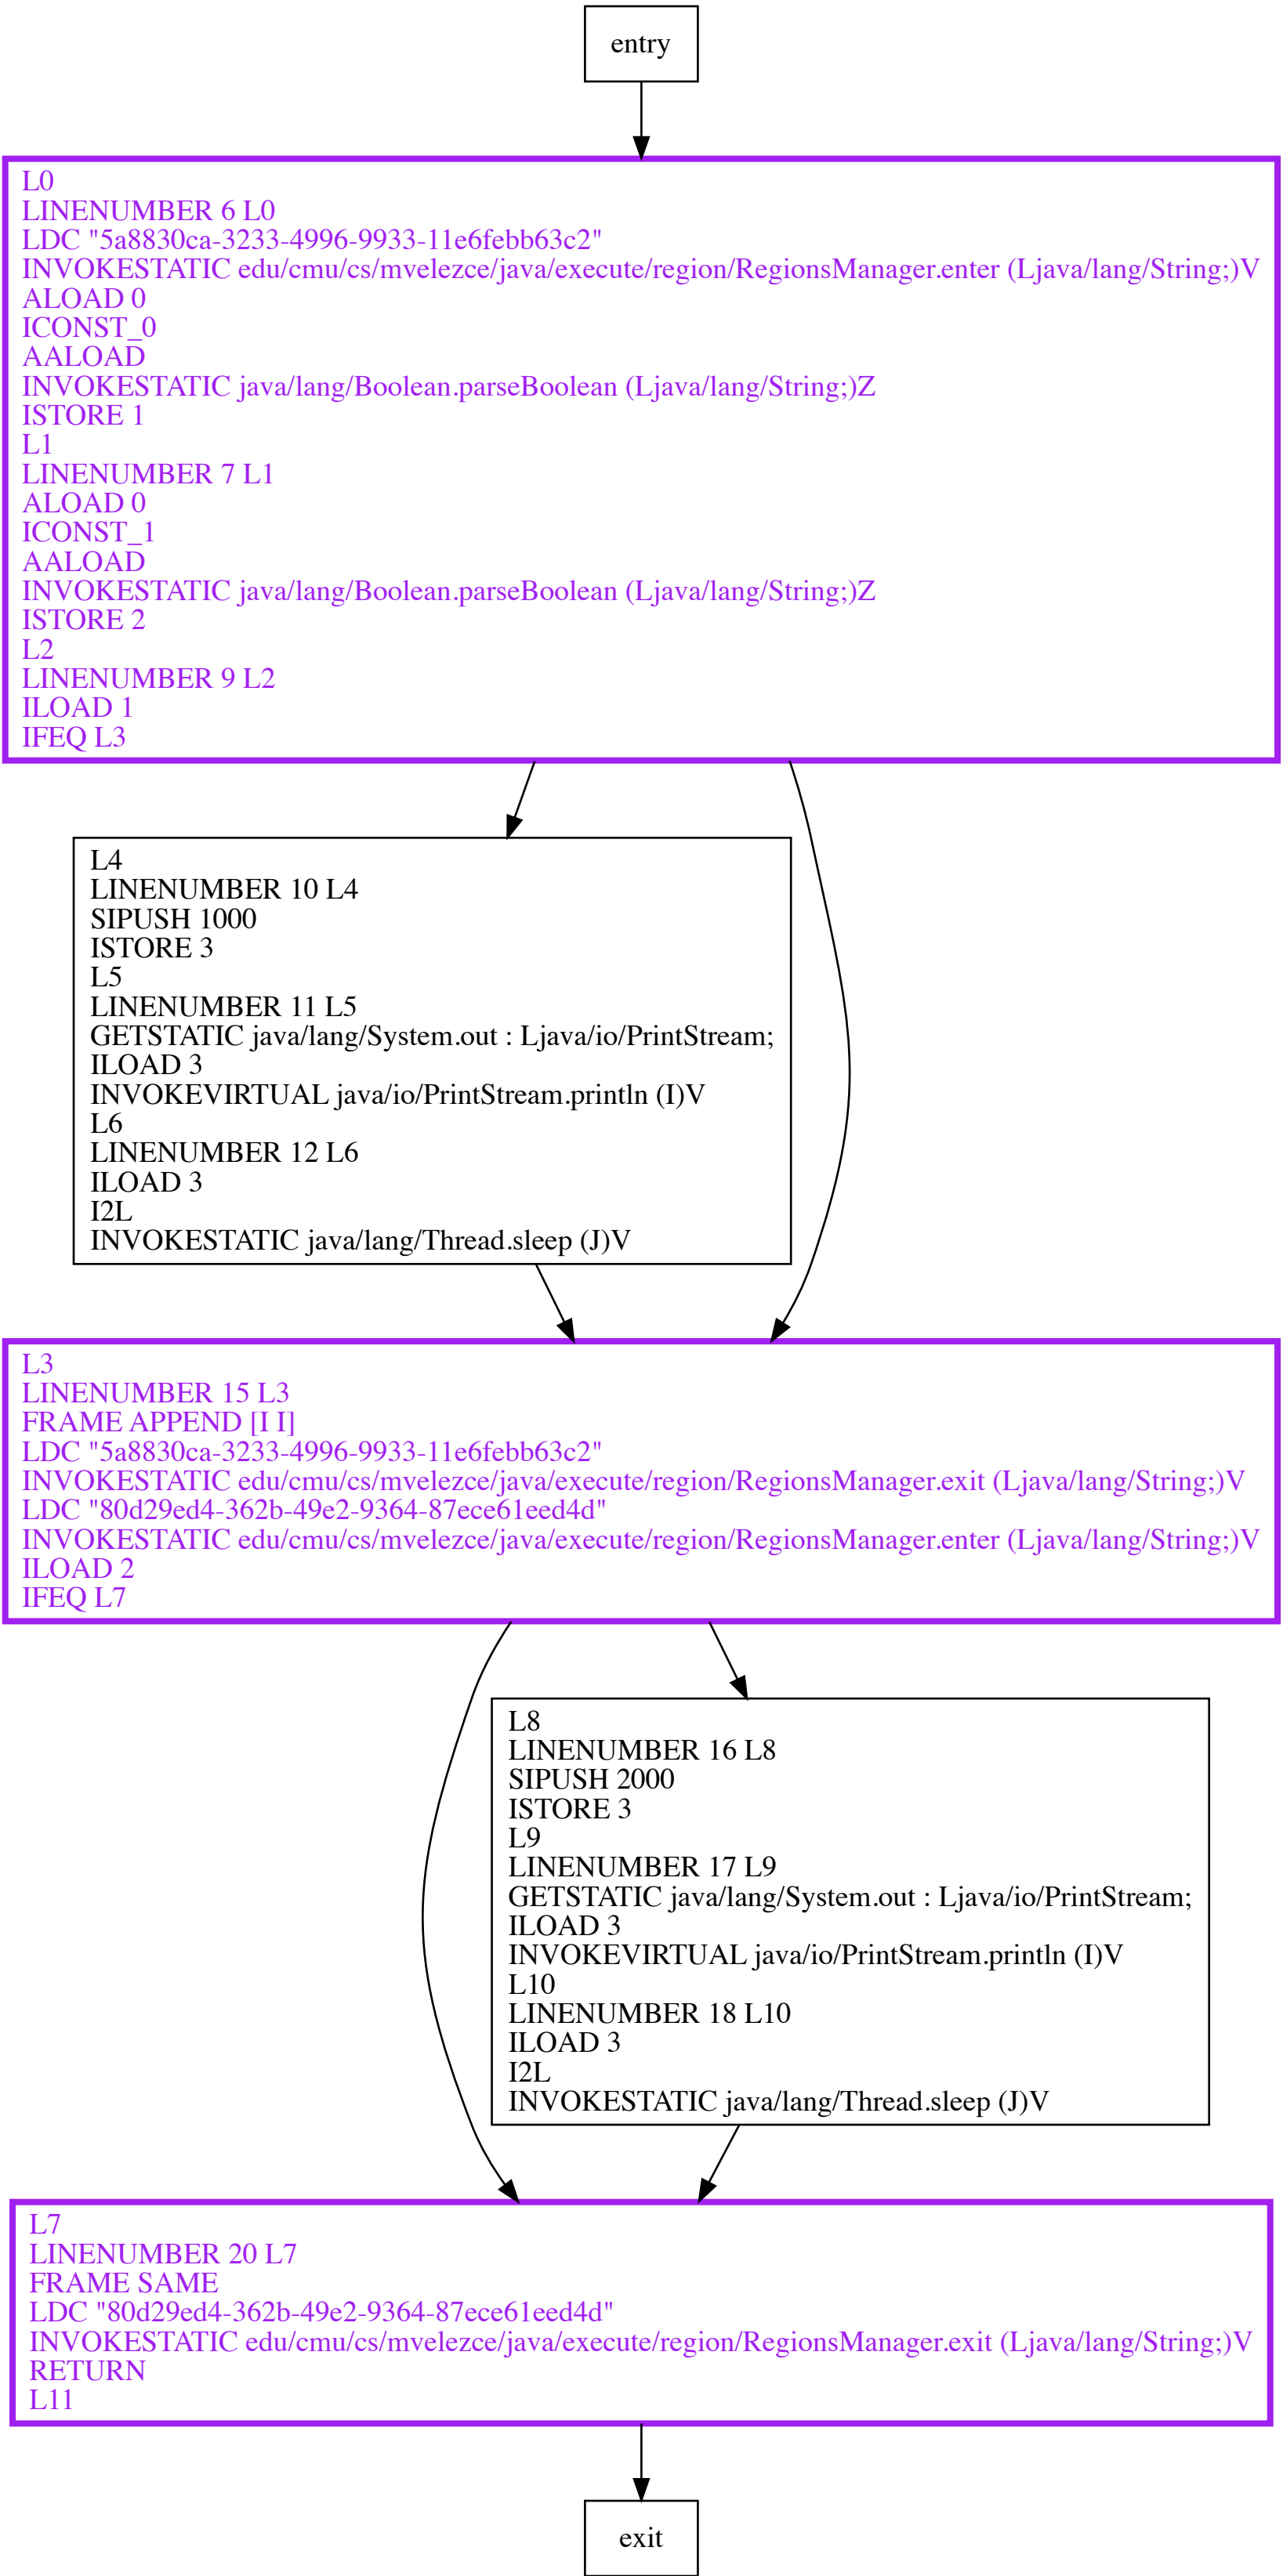 entry
L0
LINENUMBER 6 L0
LDC "5a8830ca-3233-4996-9933-11e6febb63c2"
INVOKESTATIC edu/cmu/cs/mvelezce/java/execute/region/RegionsManager.enter (Ljava/lang/String;)V
ALOAD 0
ICONST_0
AALOAD
INVOKESTATIC java/lang/Boolean.parseBoolean (Ljava/lang/String;)Z
ISTORE 1
L1
LINENUMBER 7 L1
ALOAD 0
ICONST_1
AALOAD
INVOKESTATIC java/lang/Boolean.parseBoolean (Ljava/lang/String;)Z
ISTORE 2
L2
LINENUMBER 9 L2
ILOAD 1
IFEQ L3
L4
LINENUMBER 10 L4
SIPUSH 1000
ISTORE 3
L5
LINENUMBER 11 L5
GETSTATIC java/lang/System.out : Ljava/io/PrintStream;
ILOAD 3
INVOKEVIRTUAL java/io/PrintStream.println (I)V
L6
LINENUMBER 12 L6
ILOAD 3
I2L
INVOKESTATIC java/lang/Thread.sleep (J)V
L3
LINENUMBER 15 L3
FRAME APPEND [I I]
LDC "5a8830ca-3233-4996-9933-11e6febb63c2"
INVOKESTATIC edu/cmu/cs/mvelezce/java/execute/region/RegionsManager.exit (Ljava/lang/String;)V
LDC "80d29ed4-362b-49e2-9364-87ece61eed4d"
INVOKESTATIC edu/cmu/cs/mvelezce/java/execute/region/RegionsManager.enter (Ljava/lang/String;)V
ILOAD 2
IFEQ L7
L8
LINENUMBER 16 L8
SIPUSH 2000
ISTORE 3
L9
LINENUMBER 17 L9
GETSTATIC java/lang/System.out : Ljava/io/PrintStream;
ILOAD 3
INVOKEVIRTUAL java/io/PrintStream.println (I)V
L10
LINENUMBER 18 L10
ILOAD 3
I2L
INVOKESTATIC java/lang/Thread.sleep (J)V
L7
LINENUMBER 20 L7
FRAME SAME
LDC "80d29ed4-362b-49e2-9364-87ece61eed4d"
INVOKESTATIC edu/cmu/cs/mvelezce/java/execute/region/RegionsManager.exit (Ljava/lang/String;)V
RETURN
L11
exit